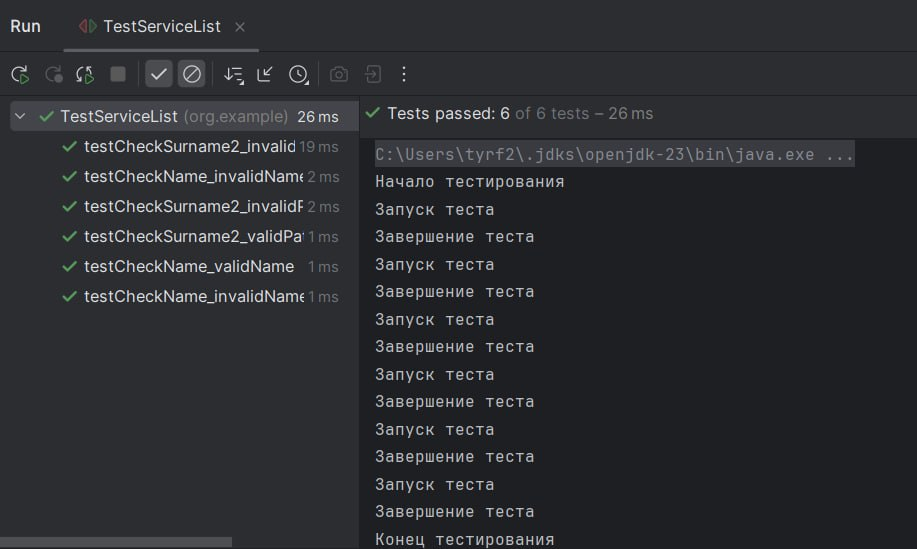 Run TestServiceList
TestServiceList (org.example) 26 ms
testCheckSurname2_invalid 19 ms
testCheckName_invalidName 2 ms
testCheckSurname2_invalidP 2 ms
testCheckSurname2_validPat 1 ms
testCheckName_validName 1 ms
testCheckName_invalidName 1 ms
Tests passed: 6 of 6 tests – 26 ms
C:\Users\tyrf2\.jdks\openjdk-23\bin\java.exe ...
Начало тестирования
Запуск теста
Завершение теста
Запуск теста
Завершение теста
Запуск теста
Завершение теста
Запуск теста
Завершение теста
Запуск теста
Завершение теста
Запуск теста
Завершение теста
Конец тестирования